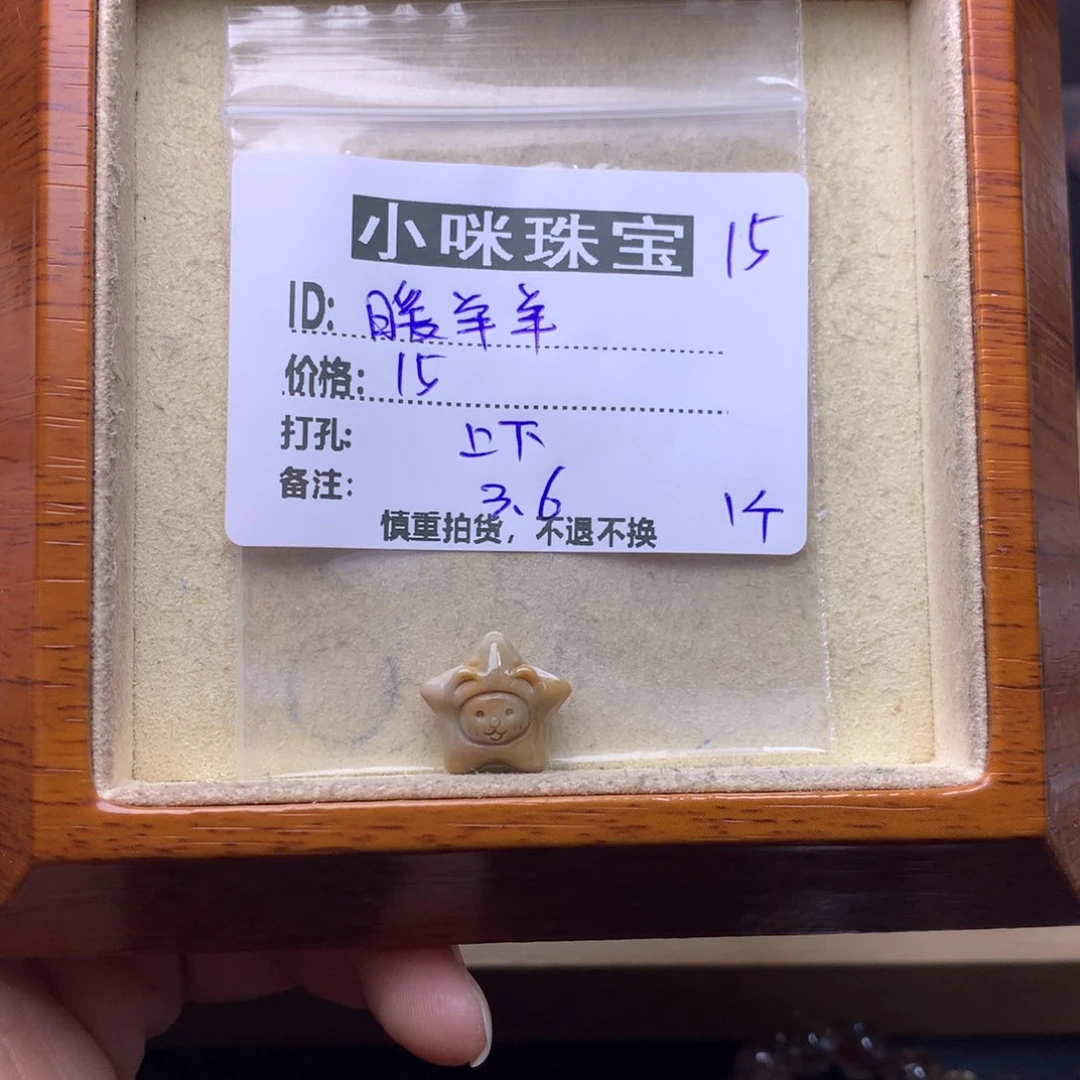 小咪珠宝 15
ID: 暖羊羊
价格: 15
打孔: 上下
备注: 3.6
慎重拍货，不退不换 1个